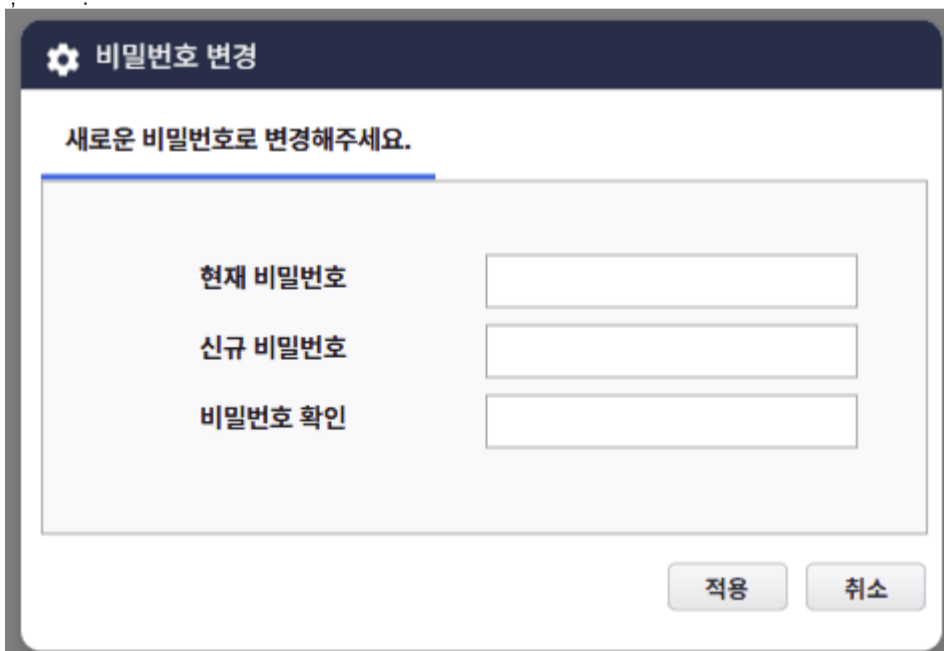 비밀번호 변경
새로운 비밀번호로 변경해주세요.
현재 비밀번호
신규 비밀번호
비밀번호 확인
적용 취소